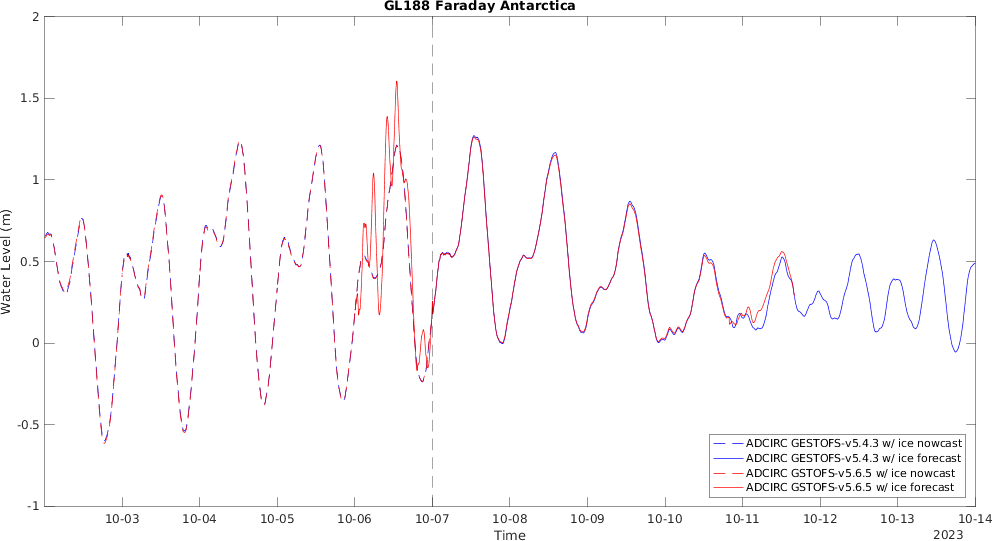 GL188 Faraday Antarctica
2
1.5
1
0.5
0
-0.5
-1
Water Level (m)
10-03 10-04 10-05 10-06 10-07 10-08 10-09 10-10 10-11 10-12 10-13 10-14
Time
2023
ADCIRC GESTOFS-v5.4.3 w/ ice nowcast
ADCIRC GESTOFS-v5.4.3 w/ ice forecast
ADCIRC GSTOFS-v5.6.5 w/ ice nowcast
ADCIRC GSTOFS-v5.6.5 w/ ice forecast